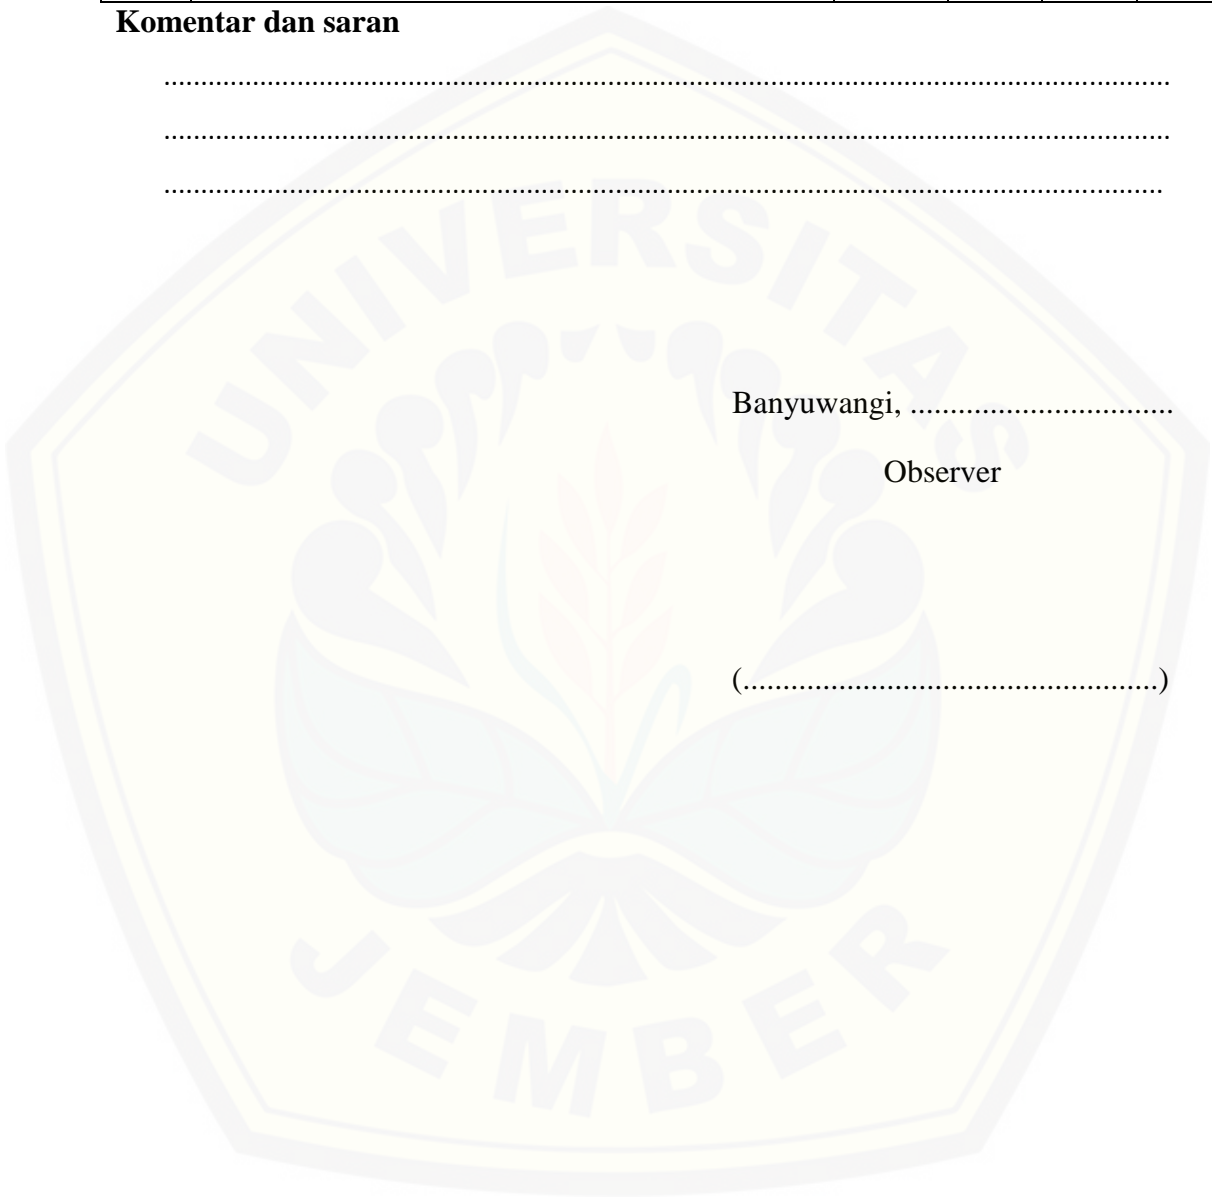 Komentar dan saran
........................................................................................................................................
........................................................................................................................................
.......................................................................................................................................
UNIVERSITAS
Banyuwangi, .................................
Observer
(....................................................)
JEMBER